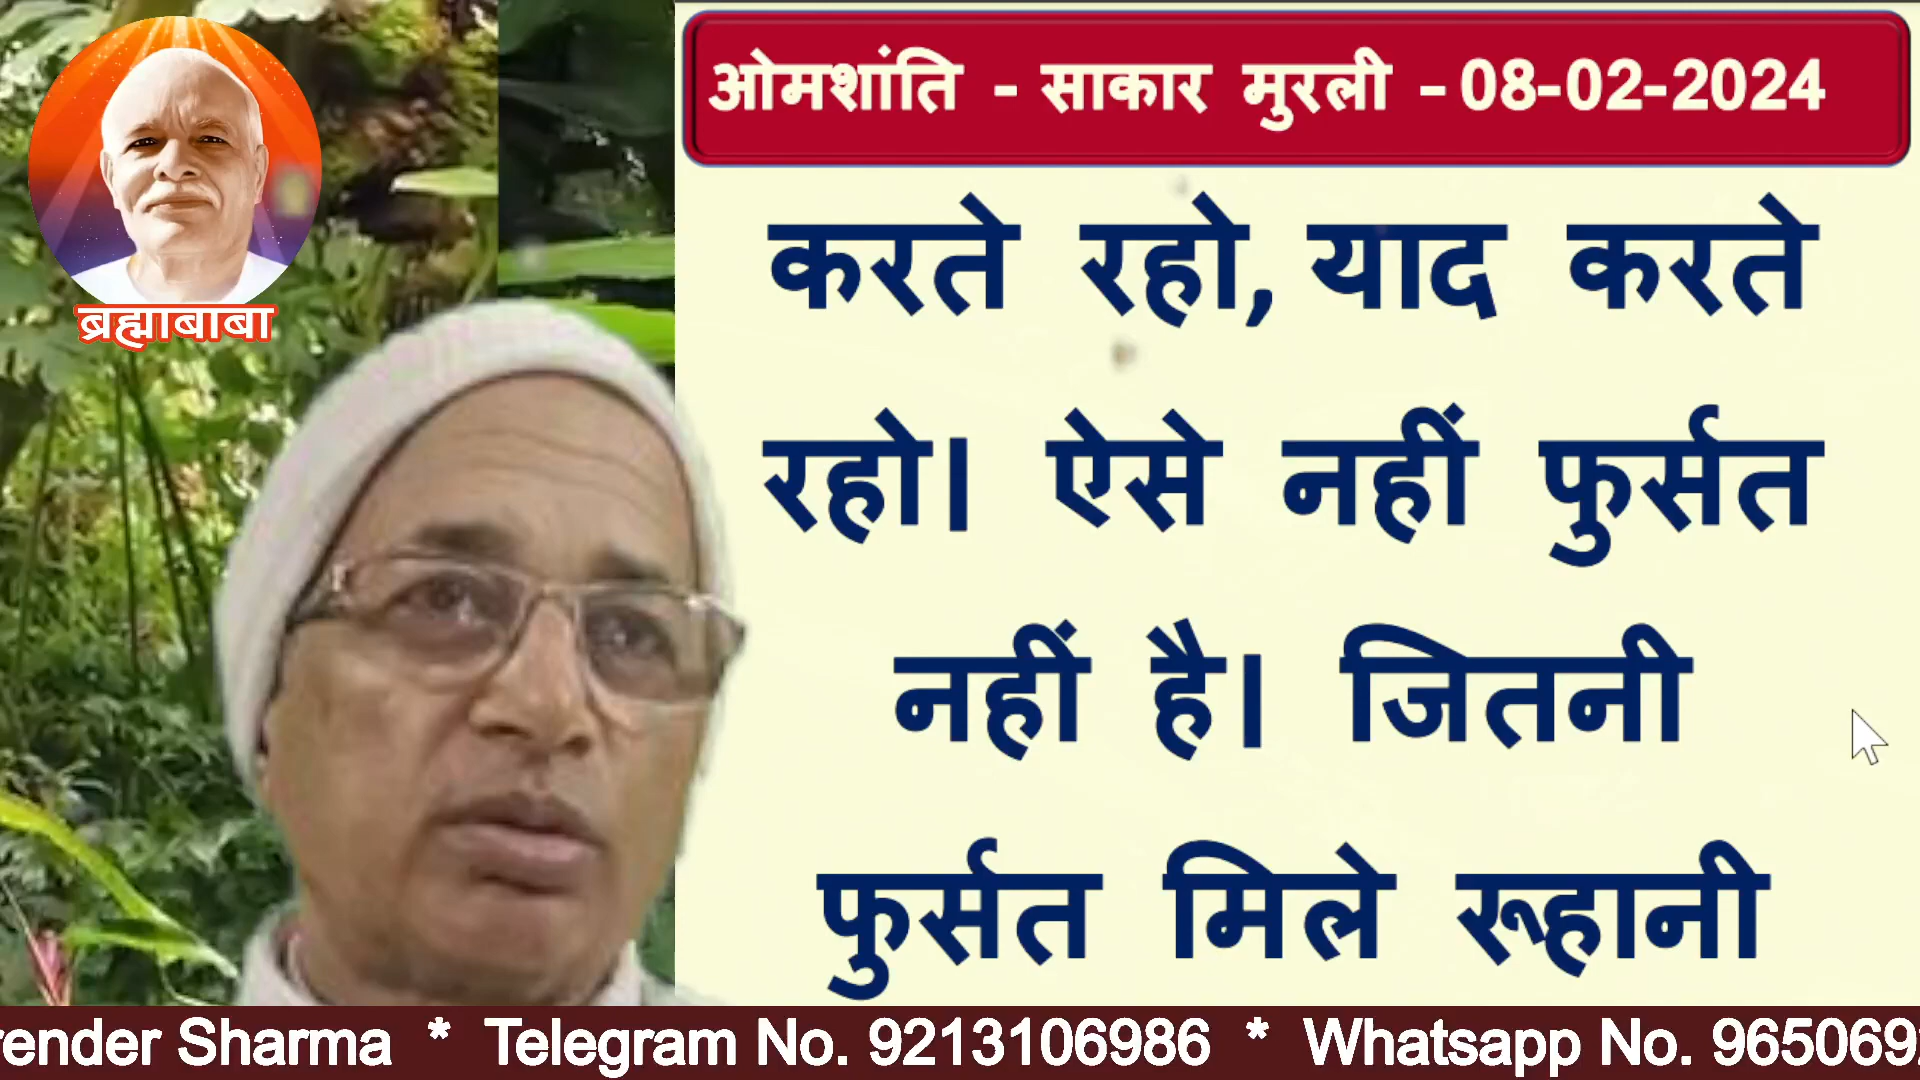 ओमशांति - साकार मुरली - 08-02-2024
करते रहो, याद करते
रहो। ऐसे नहीं फुर्सत
नहीं है। जितनी
फुर्सत मिले रूहानी
ब्रह्माबाबा
render Sharma * Telegram No. 9213106986 * Whatsapp No. 965069